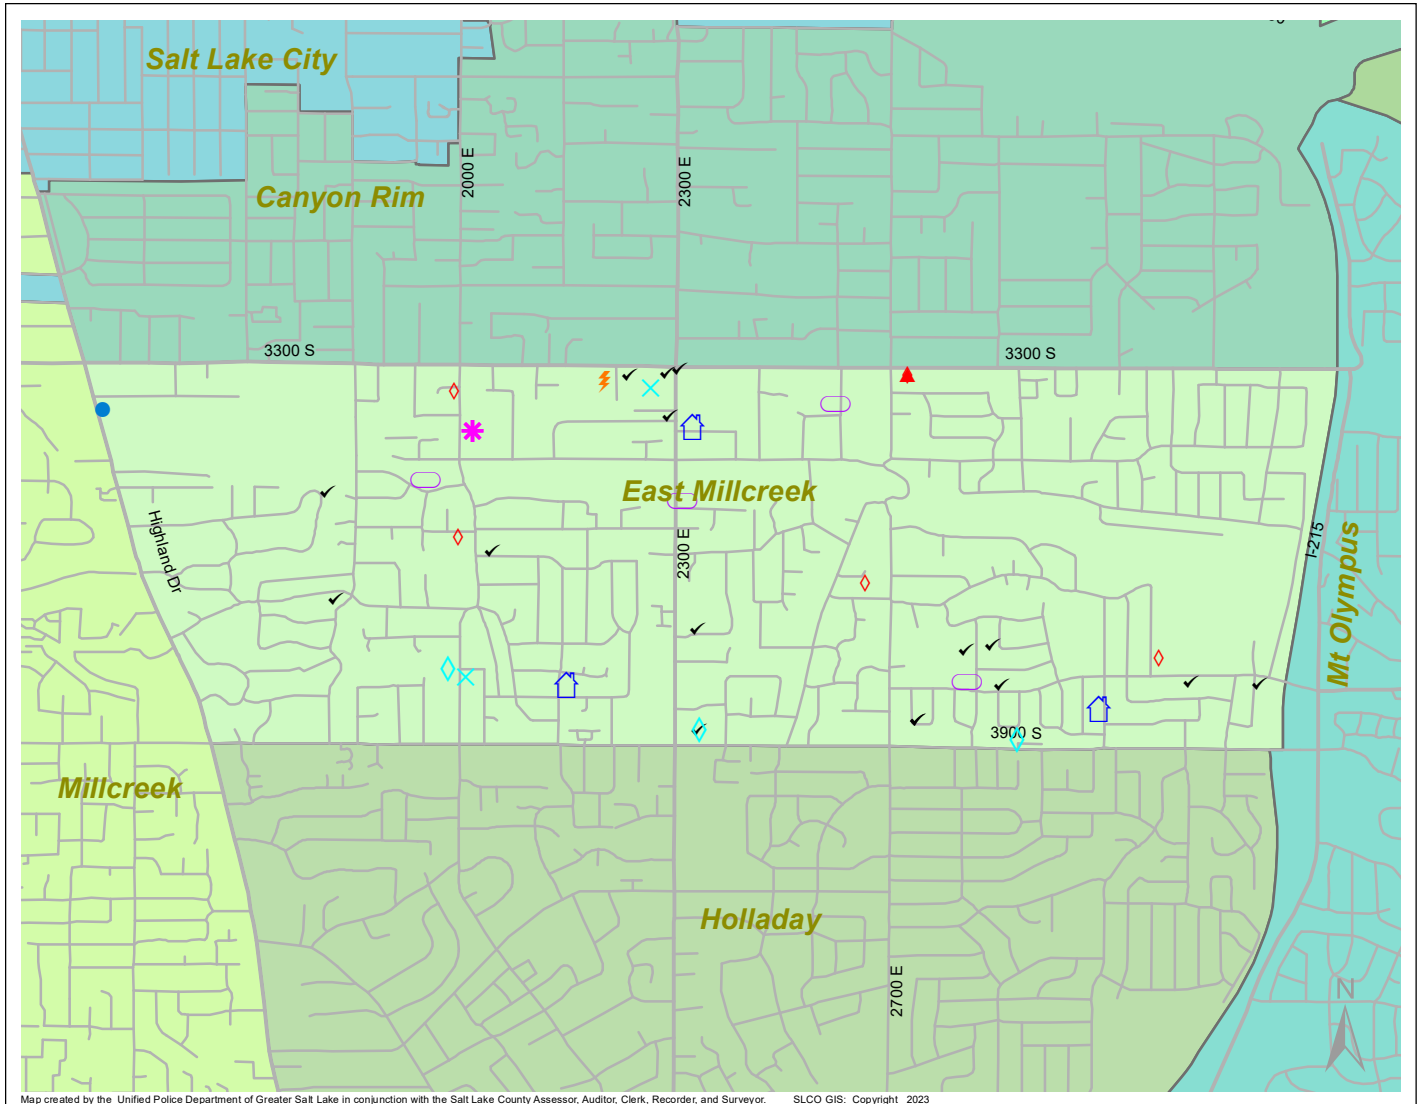 Salt Lake City
2000 E
2300 E
Canyon Rim
3300 S
3300 S
East Millcreek
Highland Dr
2300 E
I-215
Mt Olympus
3900 S
Millcreek
Holladay
2700 E
N
Map created by the Unified Police Department of Greater Salt Lake in conjunction with the Salt Lake County Assessor, Auditor, Clerk, Recorder, and Surveyor. SLCO GIS: Copyright 2023